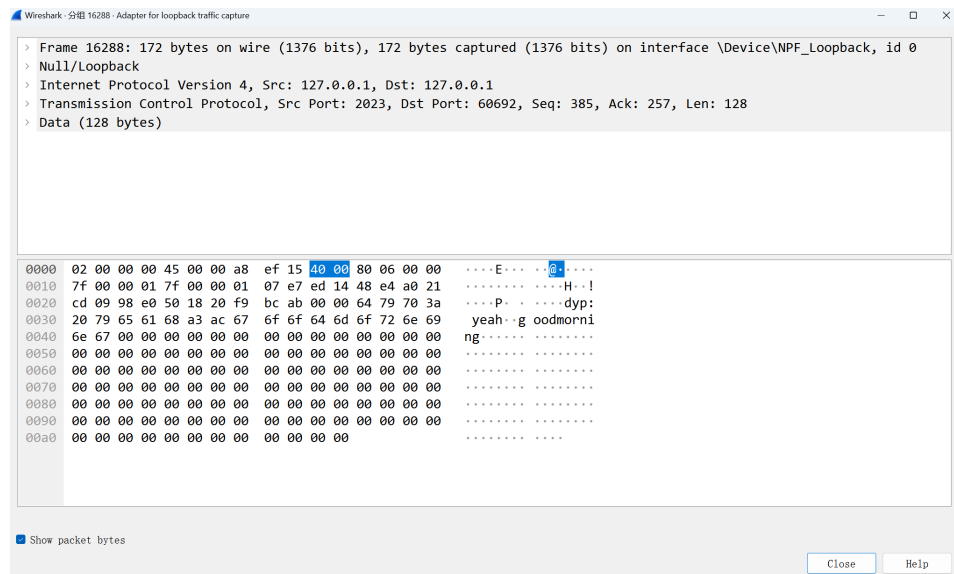 Wireshark · 分组 16288 · Adapter for loopback traffic capture
> Frame 16288: 172 bytes on wire (1376 bits), 172 bytes captured (1376 bits) on interface \Device\NPF_Loopback, id 0
> Null/Loopback
> Internet Protocol Version 4, Src: 127.0.0.1, Dst: 127.0.0.1
> Transmission Control Protocol, Src Port: 2023, Dst Port: 60692, Seq: 385, Ack: 257, Len: 128
> Data (128 bytes)
0000 02 00 00 00 45 00 00 a8 ef 15 40 00 80 06 00 00 ····E··· ··@·····
0010 7f 00 00 01 7f 00 00 01 07 e7 ed 14 48 e4 a0 21 ········ ····H··!
0020 cd 09 98 e0 50 18 20 f9 bc ab 00 00 64 79 70 3a ····P· · ····dyp:
0030 20 79 65 61 68 a3 ac 67 6f 6f 64 6d 6f 72 6e 69 yeah··g oodmorni
0040 6e 67 00 00 00 00 00 00 00 00 00 00 00 00 00 00 ng······ ········
0050 00 00 00 00 00 00 00 00 00 00 00 00 00 00 00 00 ········ ········
0060 00 00 00 00 00 00 00 00 00 00 00 00 00 00 00 00 ········ ········
0070 00 00 00 00 00 00 00 00 00 00 00 00 00 00 00 00 ········ ········
0080 00 00 00 00 00 00 00 00 00 00 00 00 00 00 00 00 ········ ········
0090 00 00 00 00 00 00 00 00 00 00 00 00 00 00 00 00 ········ ········
00a0 00 00 00 00 00 00 00 00 00 00 00 00 ········ ····
Show packet bytes
Close Help